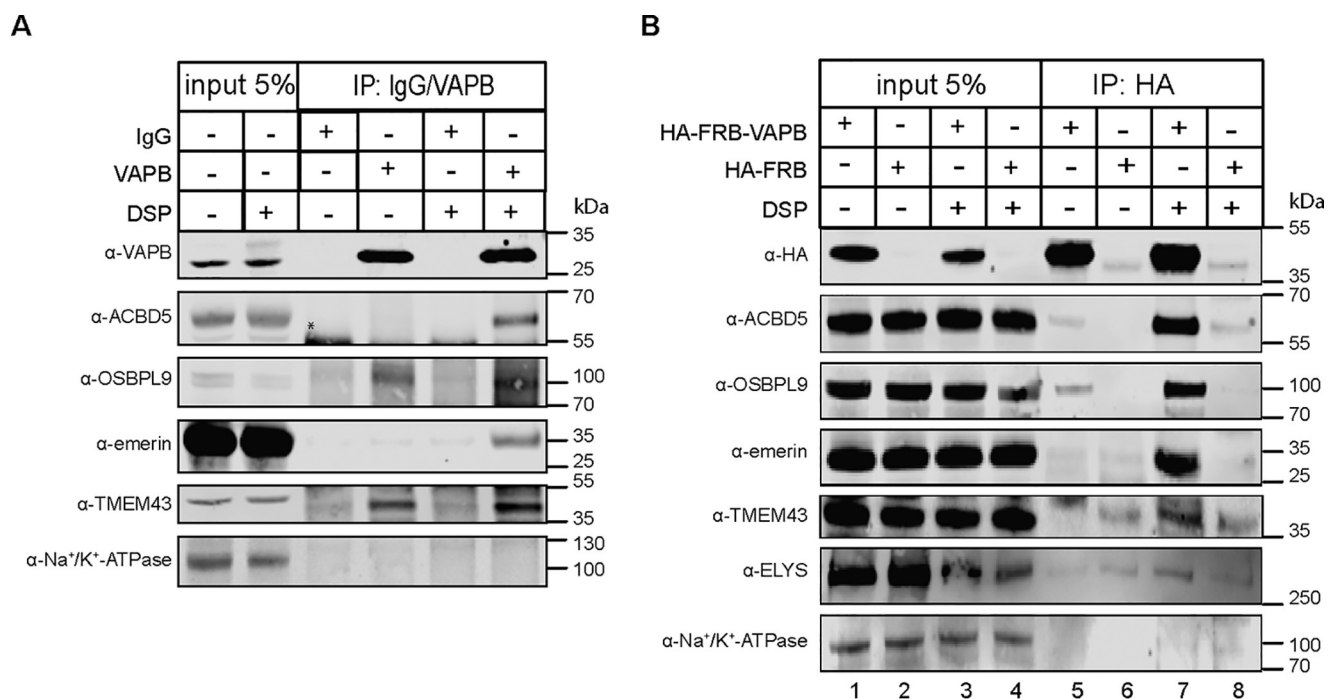 A
input 5% IP: IgG/VAPB
IgG - - + - + -
VAPB - - - + - +
DSP - + - - + +
kDa
α-VAPB 35
25
α-ACBD5 70
* 55
α-OSBPL9 100
70
α-emerin 35
25
α-TMEM43 55
35
α-Na⁺/K⁺-ATPase 130
100
B
input 5% IP: HA
HA-FRB-VAPB + - + - + - + -
HA-FRB - + - + - + - +
DSP - - + + - - + +
kDa
α-HA 55
35
α-ACBD5 70
55
α-OSBPL9 100
70
α-emerin 35
25
α-TMEM43 35
α-ELYS 250
α-Na⁺/K⁺-ATPase 100
70
1 2 3 4 5 6 7 8